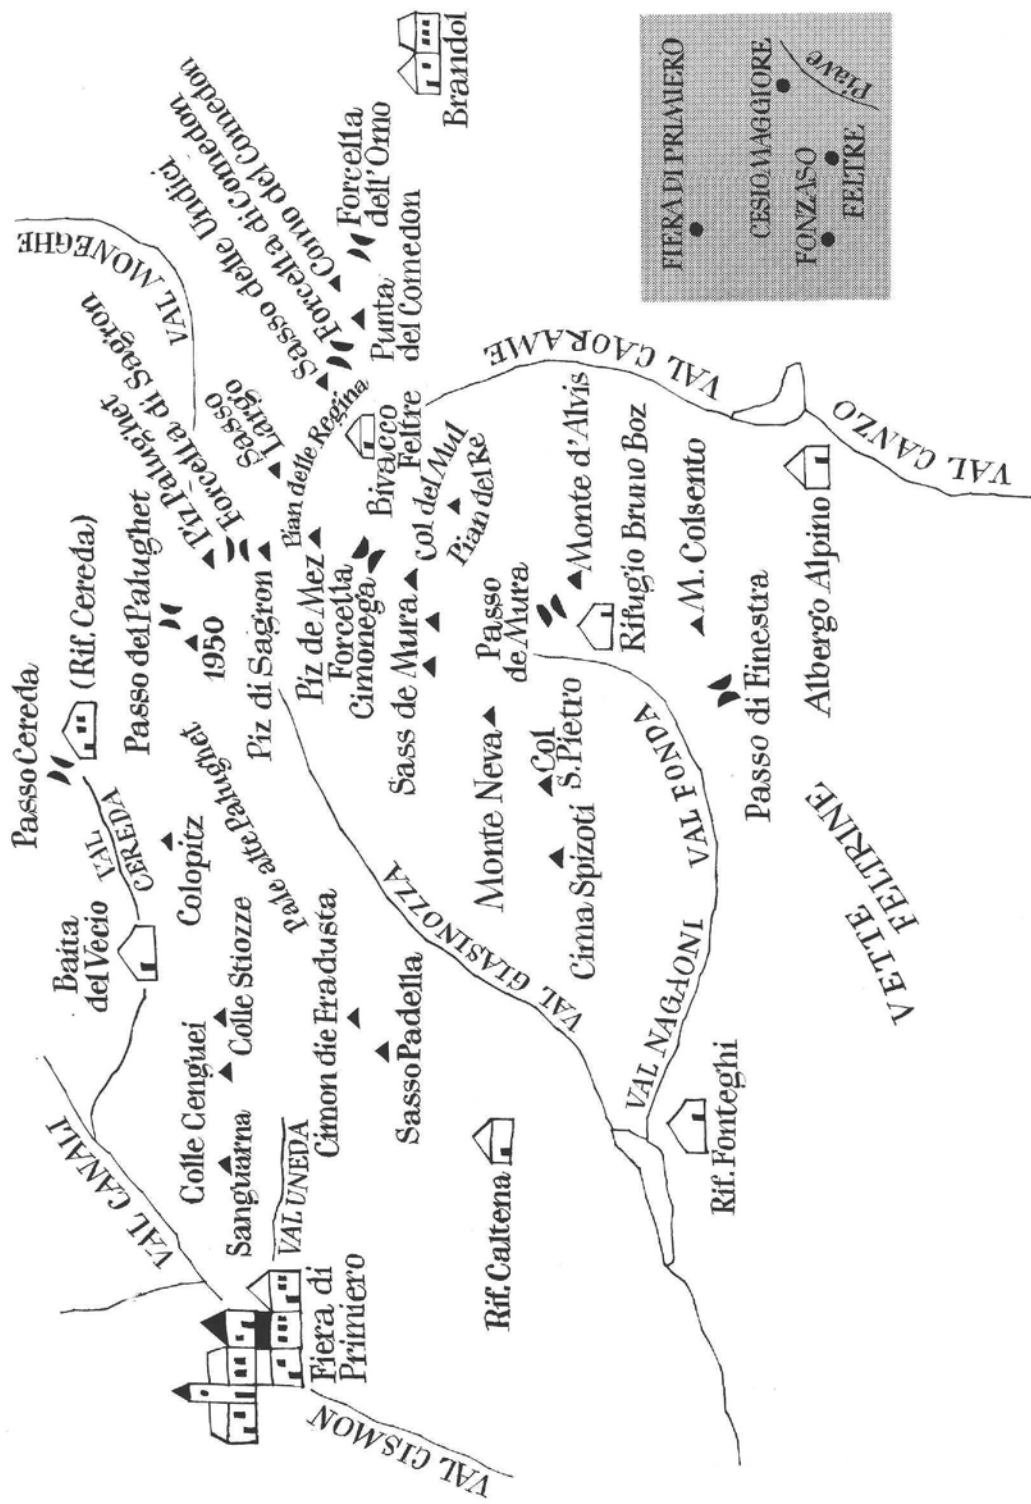 Passo Cereda
VAL MONEGHE
(Rif. Cereda)
VAL
CEREDA
Baita
del Vecio
VAL CANALI
Passo del Palughet
Piz Palughet
Forcella di Sagron
Sasso
Largo
Sasso delle Undici
Forcella di Comedon
Corno del Comedon
Forcella
dell'Omo
Brandol
Colopitz
1950
Colle Cenguei
Colle Stiozze
Sanguarna
Palle alte Palughet
Piz di Sagron
Pian delle Regina
Piz de Mez
VAL UNEDA
Cimon die Fradusta
Fiera di
Primiero
Forcella
Cimonega
Bivacco
Feltre
Punta
del Comedon
Sass de Mura
Col del Mul
Pian del Re
Sasso Padella
VAL CISMON
VAL GIASINOZZA
Monte Neva
Passo
de Mura
VAL CAORAME
Rif. Caltena
Col
S. Pietro
Cima Spizoti
Monte d'Alvis
Rifugio Bruno Boz
VAL NAGAONI
VAL FONDA
M. Colsento
Rif. Fonteghi
Passo di Finestra
Albergo Alpino
VAL CANZO
VETTE
FELTRINE
FIERA DI PRIMIERO
CESIOMAGGIORE
FONZASO
FELTRE
Piave